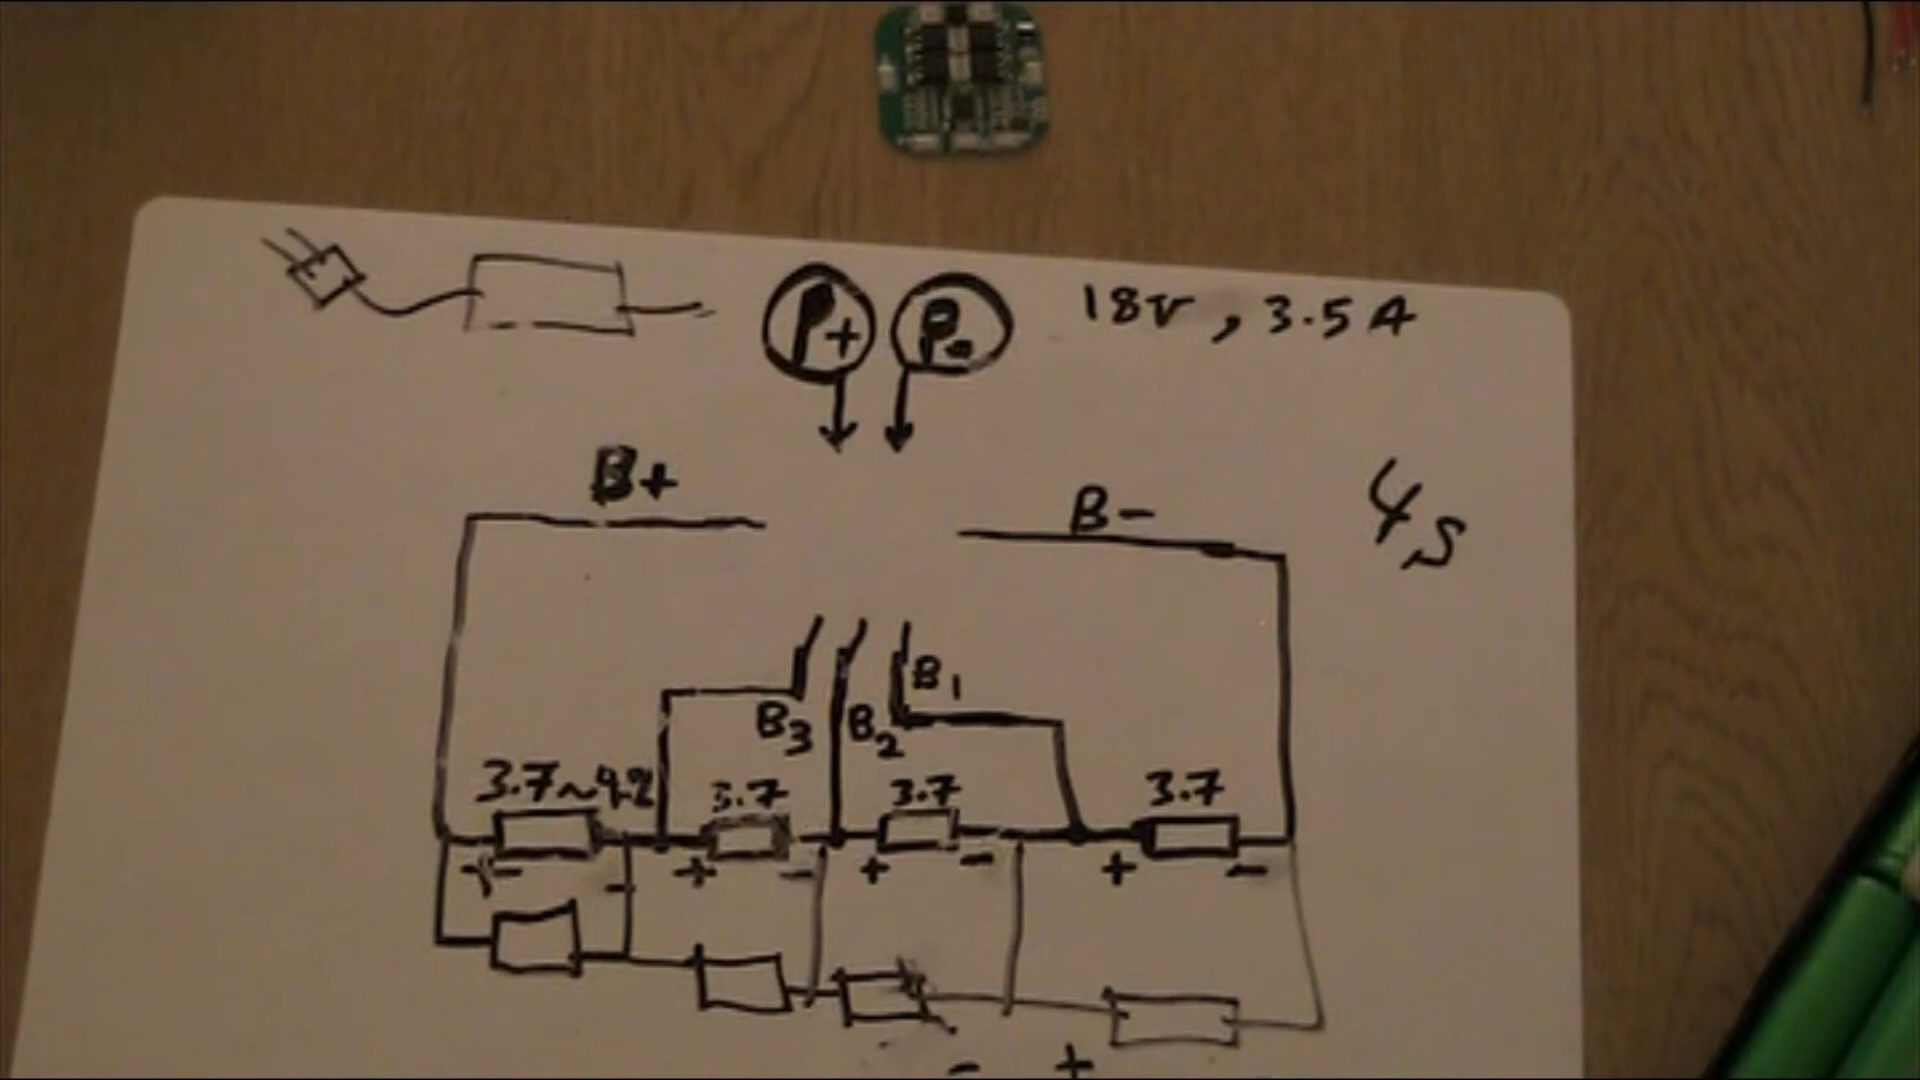 P+ P- 18V, 3.5A
B+ B- 4S
B3 B2 B1
3.7~4.2 3.7 3.7 3.7
+ - + - + - + -
- +